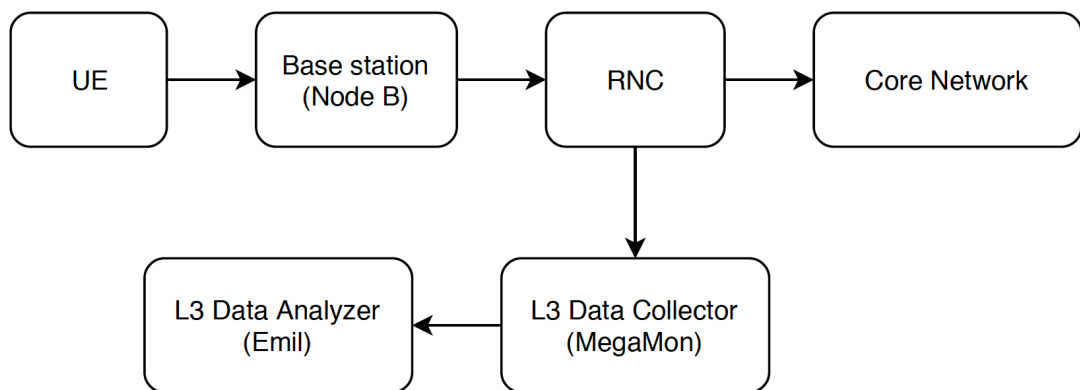 UE
Base station
(Node B)
RNC
Core Network
L3 Data Analyzer
(Emil)
L3 Data Collector
(MegaMon)